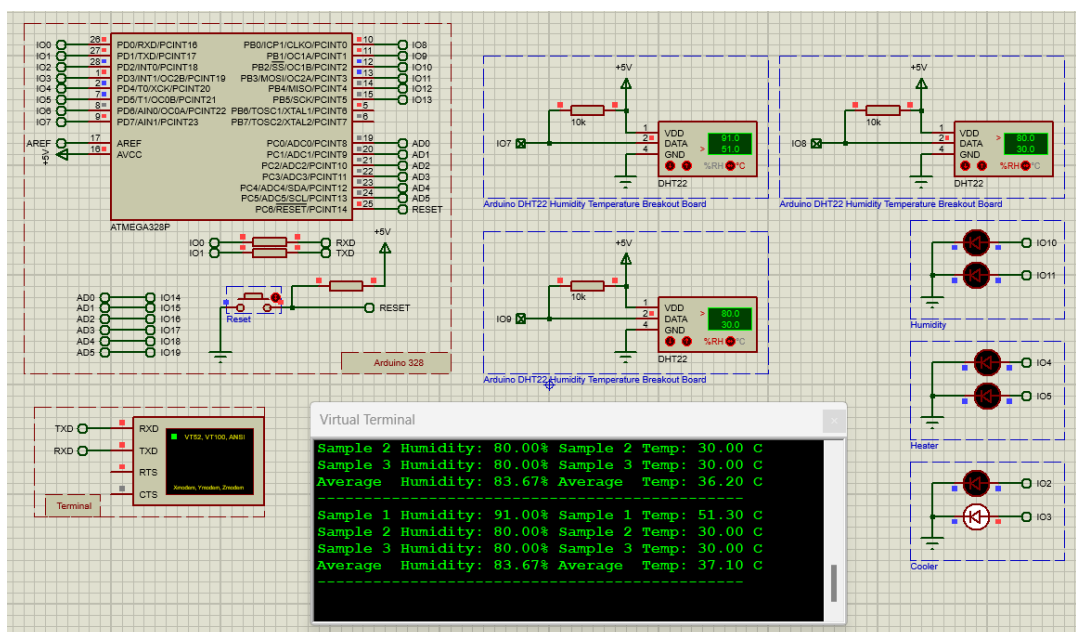 IO0 26 PD0/RXD/PCINT16 PB0/ICP1/CLKO/PCINT0 10 IO8
IO1 27 PD1/TXD/PCINT17 PB1/OC1A/PCINT1 11 IO9
IO2 28 PD2/INT0/PCINT18 PB2/SS/OC1B/PCINT2 12 IO10
IO3 1 PD3/INT1/OC2B/PCINT19 PB3/MOSI/OC2A/PCINT3 13 IO11
IO4 2 PD4/T0/XCK/PCINT20 PB4/MISO/PCINT4 14 IO12
IO5 7 PD5/T1/OC0B/PCINT21 PB5/SCK/PCINT5 15 IO13
IO6 8 PD6/AIN0/OC0A/PCINT22 PB6/TOSC1/XTAL1/PCINT6 5
IO7 9 PD7/AIN1/PCINT23 PB7/TOSC2/XTAL2/PCINT7 6
AREF 17 AREF PC0/ADC0/PCINT8 19 AD0
+5V 16 AVCC PC1/ADC1/PCINT9 20 AD1
PC2/ADC2/PCINT10 21 AD2
PC3/ADC3/PCINT11 22 AD3
PC4/ADC4/SDA/PCINT12 23 AD4
PC5/ADC5/SCL/PCINT13 24 AD5
PC6/RESET/PCINT14 25 RESET
ATMEGA328P
IO0 RXD
IO1 TXD
+5V
RESET
Reset
AD0 IO14
AD1 IO15
AD2 IO16
AD3 IO17
AD4 IO18
AD5 IO19
Arduino 328
+5V
10k
IO7
1 VDD
2 DATA
4 GND
91.0
> 51.0
%RH °C
DHT22
Arduino DHT22 Humidity Temperature Breakout Board
+5V
10k
IO8
1 VDD
2 DATA
4 GND
> 80.0
30.0
%RH °C
DHT22
Arduino DHT22 Humidity Temperature Breakout Board
+5V
10k
IO9
1 VDD
2 DATA
4 GND
> 80.0
30.0
%RH °C
DHT22
Arduino DHT22 Humidity Temperature Breakout Board
IO10
IO11
Humidity
IO4
IO5
Heater
IO2
IO3
Cooler
TXD RXD
RXD TXD
RTS
CTS
VT52, VT100, ANSI
Xmodem, Ymodem, Zmodem
Terminal
Virtual Terminal
Sample 2 Humidity: 80.00% Sample 2 Temp: 30.00 C
Sample 3 Humidity: 80.00% Sample 3 Temp: 30.00 C
Average Humidity: 83.67% Average Temp: 36.20 C
---------------------------------------------------
Sample 1 Humidity: 91.00% Sample 1 Temp: 51.30 C
Sample 2 Humidity: 80.00% Sample 2 Temp: 30.00 C
Sample 3 Humidity: 80.00% Sample 3 Temp: 30.00 C
Average Humidity: 83.67% Average Temp: 37.10 C
---------------------------------------------------